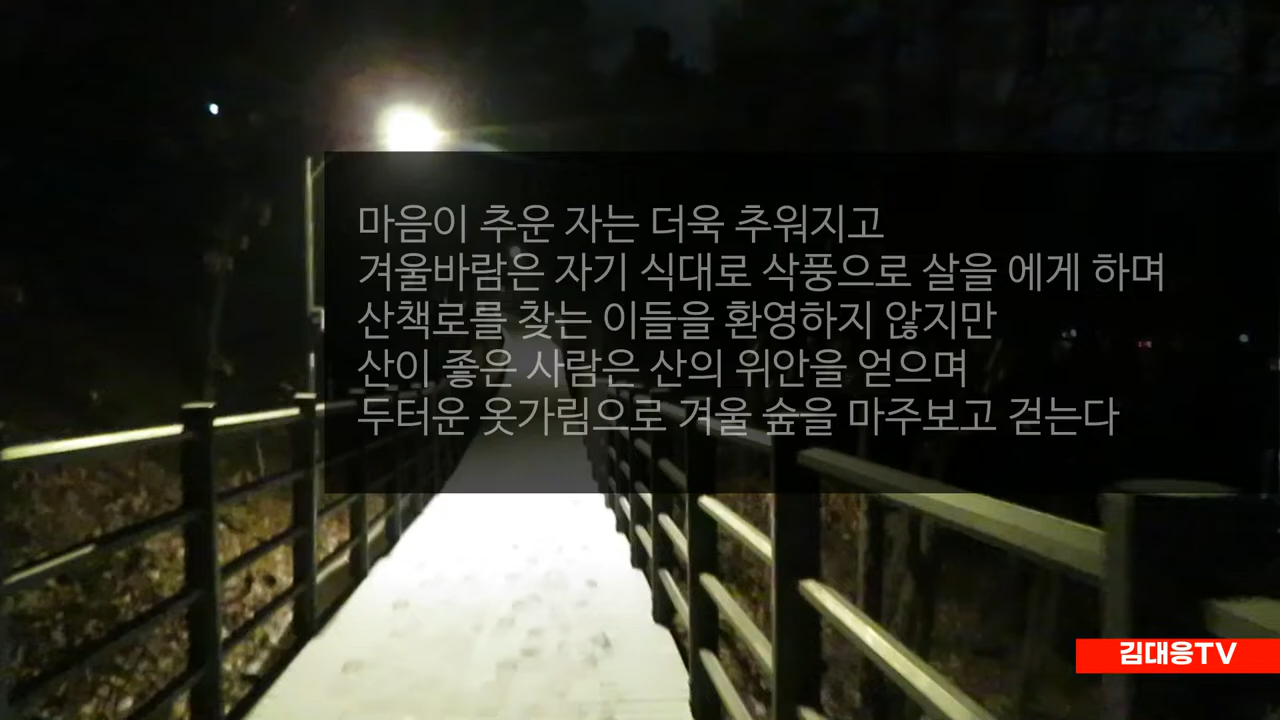 마음이 추운 자는 더욱 추워지고
겨울바람은 자기 식대로 삭풍으로 살을 에게 하며
산책로를 찾는 이들을 환영하지 않지만
산이 좋은 사람은 산의 위안을 얻으며
두터운 옷가림으로 겨울 숲을 마주보고 걷는다
김대응TV